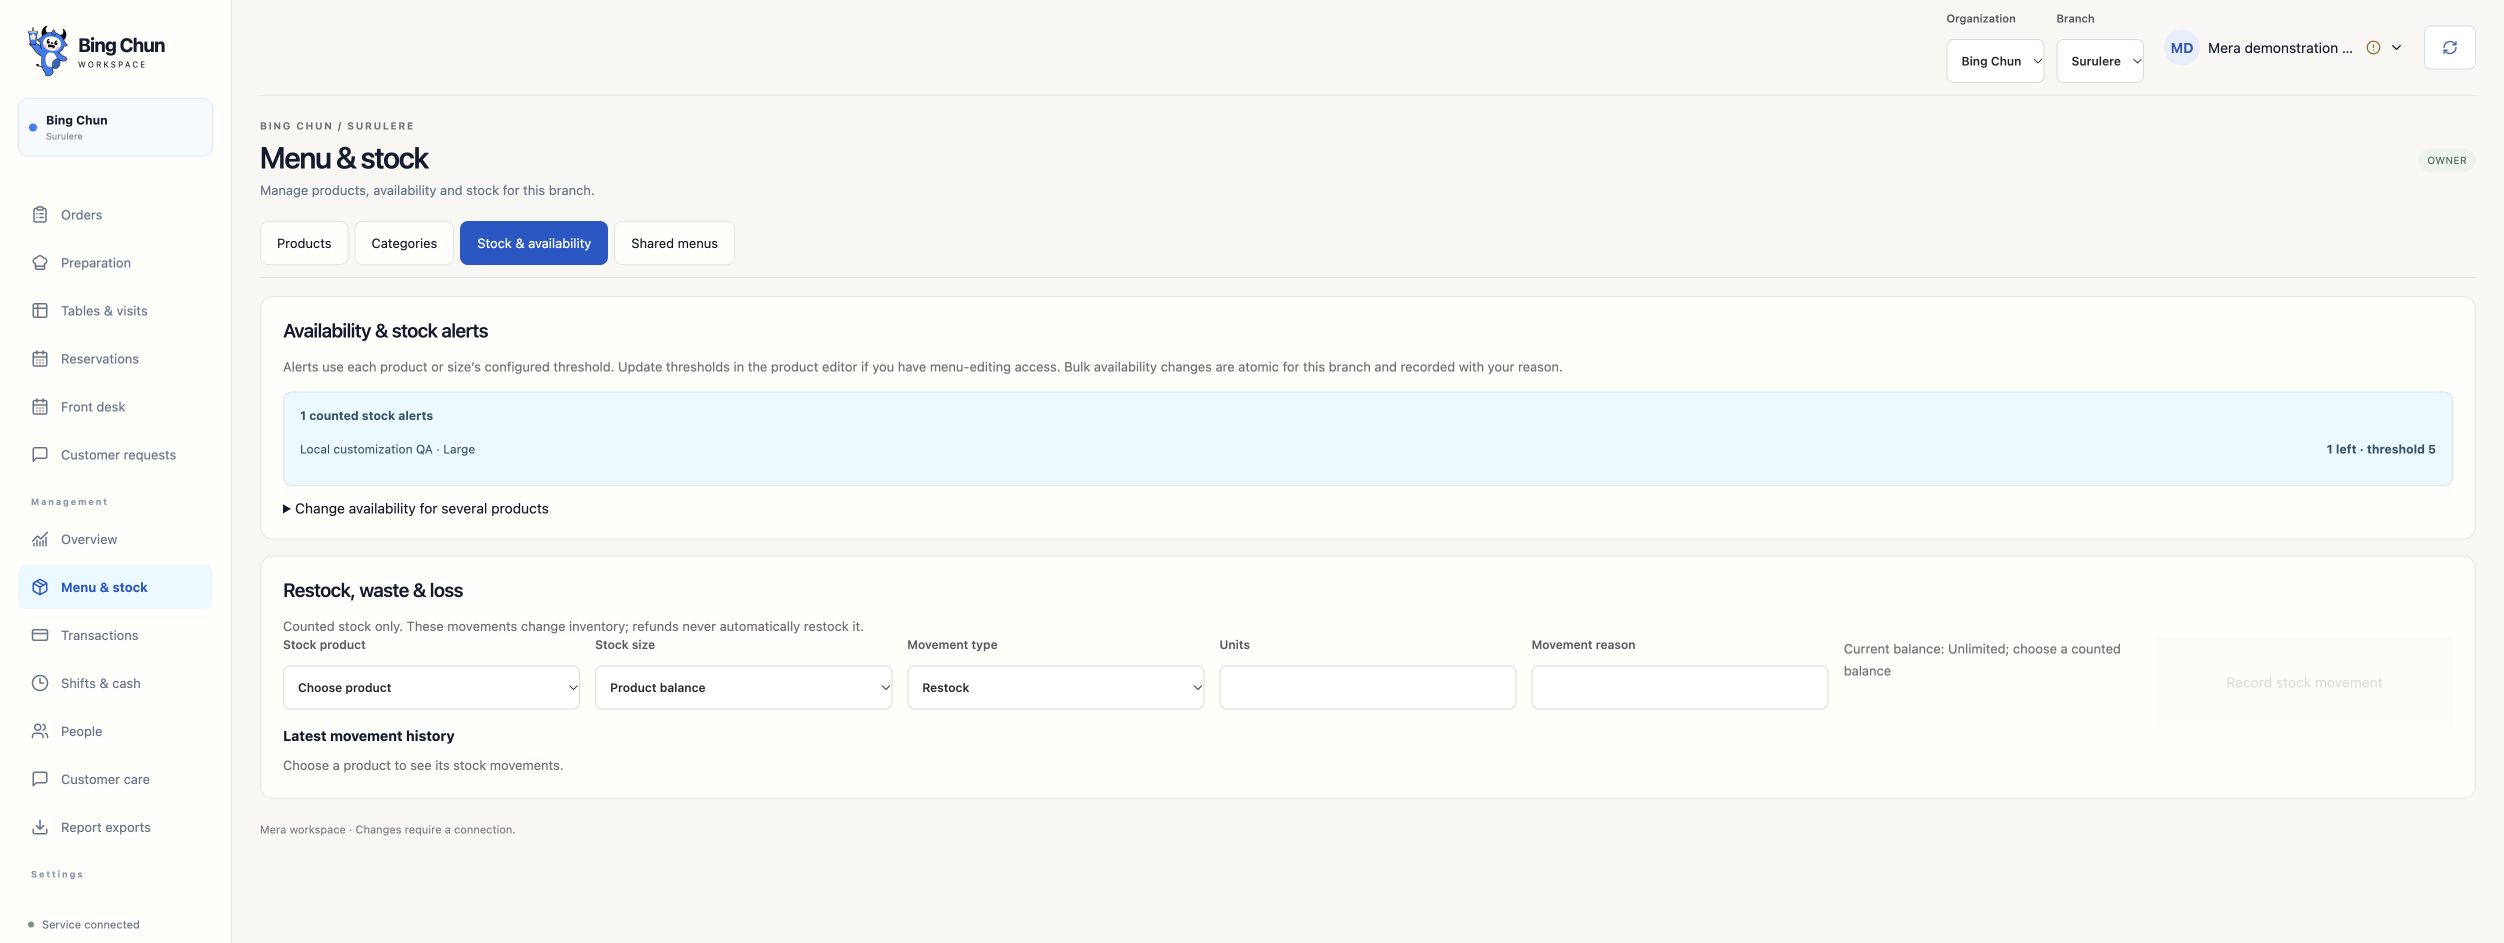 Bing Chun
WORKSPACE
Bing Chun
Surulere
Orders
Preparation
Tables & visits
Reservations
Front desk
Customer requests
Management
Overview
Menu & stock
Transactions
Shifts & cash
People
Customer care
Report exports
Settings
Service connected
Organization
Bing Chun
Branch
Surulere
MD
Mera demonstration ...
BING CHUN / SURULERE
Menu & stock
OWNER
Manage products, availability and stock for this branch.
Products
Categories
Stock & availability
Shared menus
Availability & stock alerts
Alerts use each product or size’s configured threshold. Update thresholds in the product editor if you have menu-editing access. Bulk availability changes are atomic for this branch and recorded with your reason.
1 counted stock alerts
Local customization QA · Large
1 left · threshold 5
Change availability for several products
Restock, waste & loss
Counted stock only. These movements change inventory; refunds never automatically restock it.
Stock product
Choose product
Stock size
Product balance
Movement type
Restock
Units
Movement reason
Current balance: Unlimited; choose a counted
balance
Record stock movement
Latest movement history
Choose a product to see its stock movements.
Mera workspace · Changes require a connection.